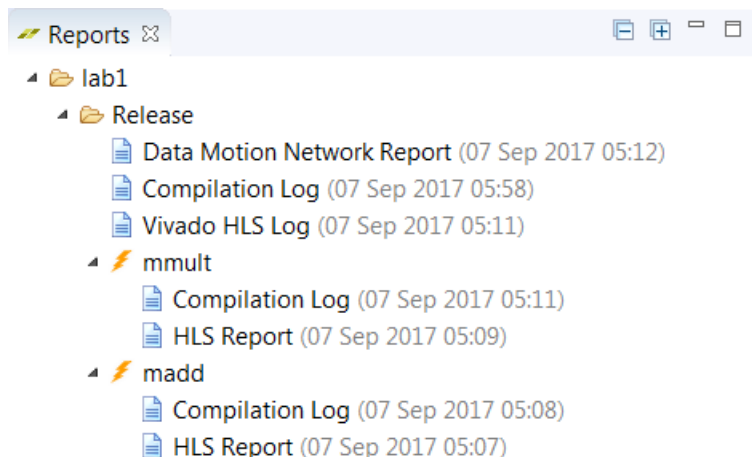 Reports
lab1
Release
Data Motion Network Report (07 Sep 2017 05:12)
Compilation Log (07 Sep 2017 05:58)
Vivado HLS Log (07 Sep 2017 05:11)
mmult
Compilation Log (07 Sep 2017 05:11)
HLS Report (07 Sep 2017 05:09)
madd
Compilation Log (07 Sep 2017 05:08)
HLS Report (07 Sep 2017 05:07)